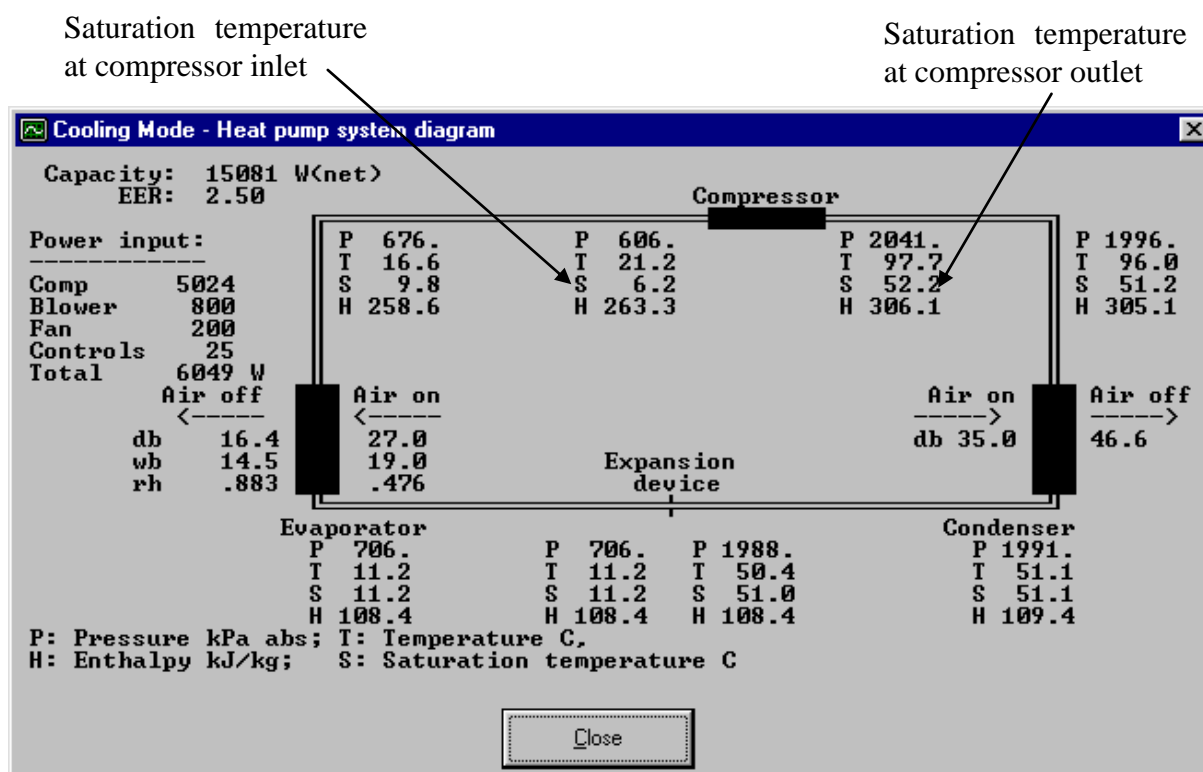 Saturation temperature
at compressor inlet
Saturation temperature
at compressor outlet
Cooling Mode - Heat pump system diagram
Capacity: 15081 W(net)
EER: 2.50
Compressor
Power input: P 676. P 606. P 2041. P 1996.
------------ T 16.6 T 21.2 T 97.7 T 96.0
Comp 5024 S 9.8 S 6.2 S 52.2 S 51.2
Blower 800 H 258.6 H 263.3 H 306.1 H 305.1
Fan 200
Controls 25
Total 6049 W
Air off Air on Air on Air off
<----- <----- -----> ----->
db 16.4 27.0 db 35.0 46.6
wb 14.5 19.0 Expansion
rh .883 .476 device
Evaporator Condenser
P 706. P 706. P 1988. P 1991.
T 11.2 T 11.2 T 50.4 T 51.1
S 11.2 S 11.2 S 51.0 S 51.1
H 108.4 H 108.4 H 108.4 H 109.4
P: Pressure kPa abs; T: Temperature C,
H: Enthalpy kJ/kg; S: Saturation temperature C
Close